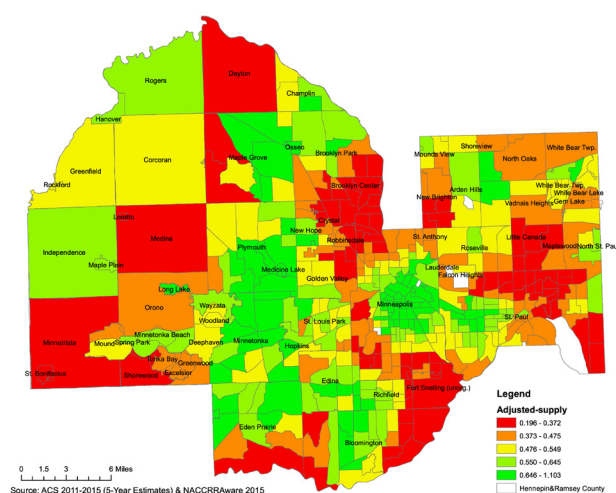 Dayton
Rogers
Champlin
Hanover
Osseo
Brooklyn Park
Maple Grove
Corcoran
Greenfield
Rockford
Brooklyn Center
Mounds View
Shoreview
White Bear Twp.
North Oaks
Arden Hills
White Bear Twp.
White Bear Lake
New Brighton
Vadnais Heights
Gem Lake
Loretto
Crystal
New Hope
Robbinsdale
Medina
Plymouth
St. Anthony
Little Canada
Roseville
Maplewood
North St. Paul
Independence
Maple Plain
Medicine Lake
Golden Valley
Lauderdale
Falcon Heights
Long Lake
Orono
Wayzata
Woodland
Minneapolis
St. Louis Park
St. Paul
Minnetrista
Mound
Spring Park
Minnetonka Beach
Deephaven
Minnetonka
Hopkins
Tonka Bay
Greenwood
Excelsior
Shorewood
St. Bonifacius
Edina
Richfield
Fort Snelling (unorg.)
Eden Prairie
Bloomington
Legend
Adjusted-supply
0.196 - 0.372
0.373 - 0.475
0.476 - 0.549
0.550 - 0.645
0.646 - 1.103
Hennepin&Ramsey County
0 1.5 3 6 Miles
Source: ACS 2011-2015 (5-Year Estimates) & NACCRRAware 2015